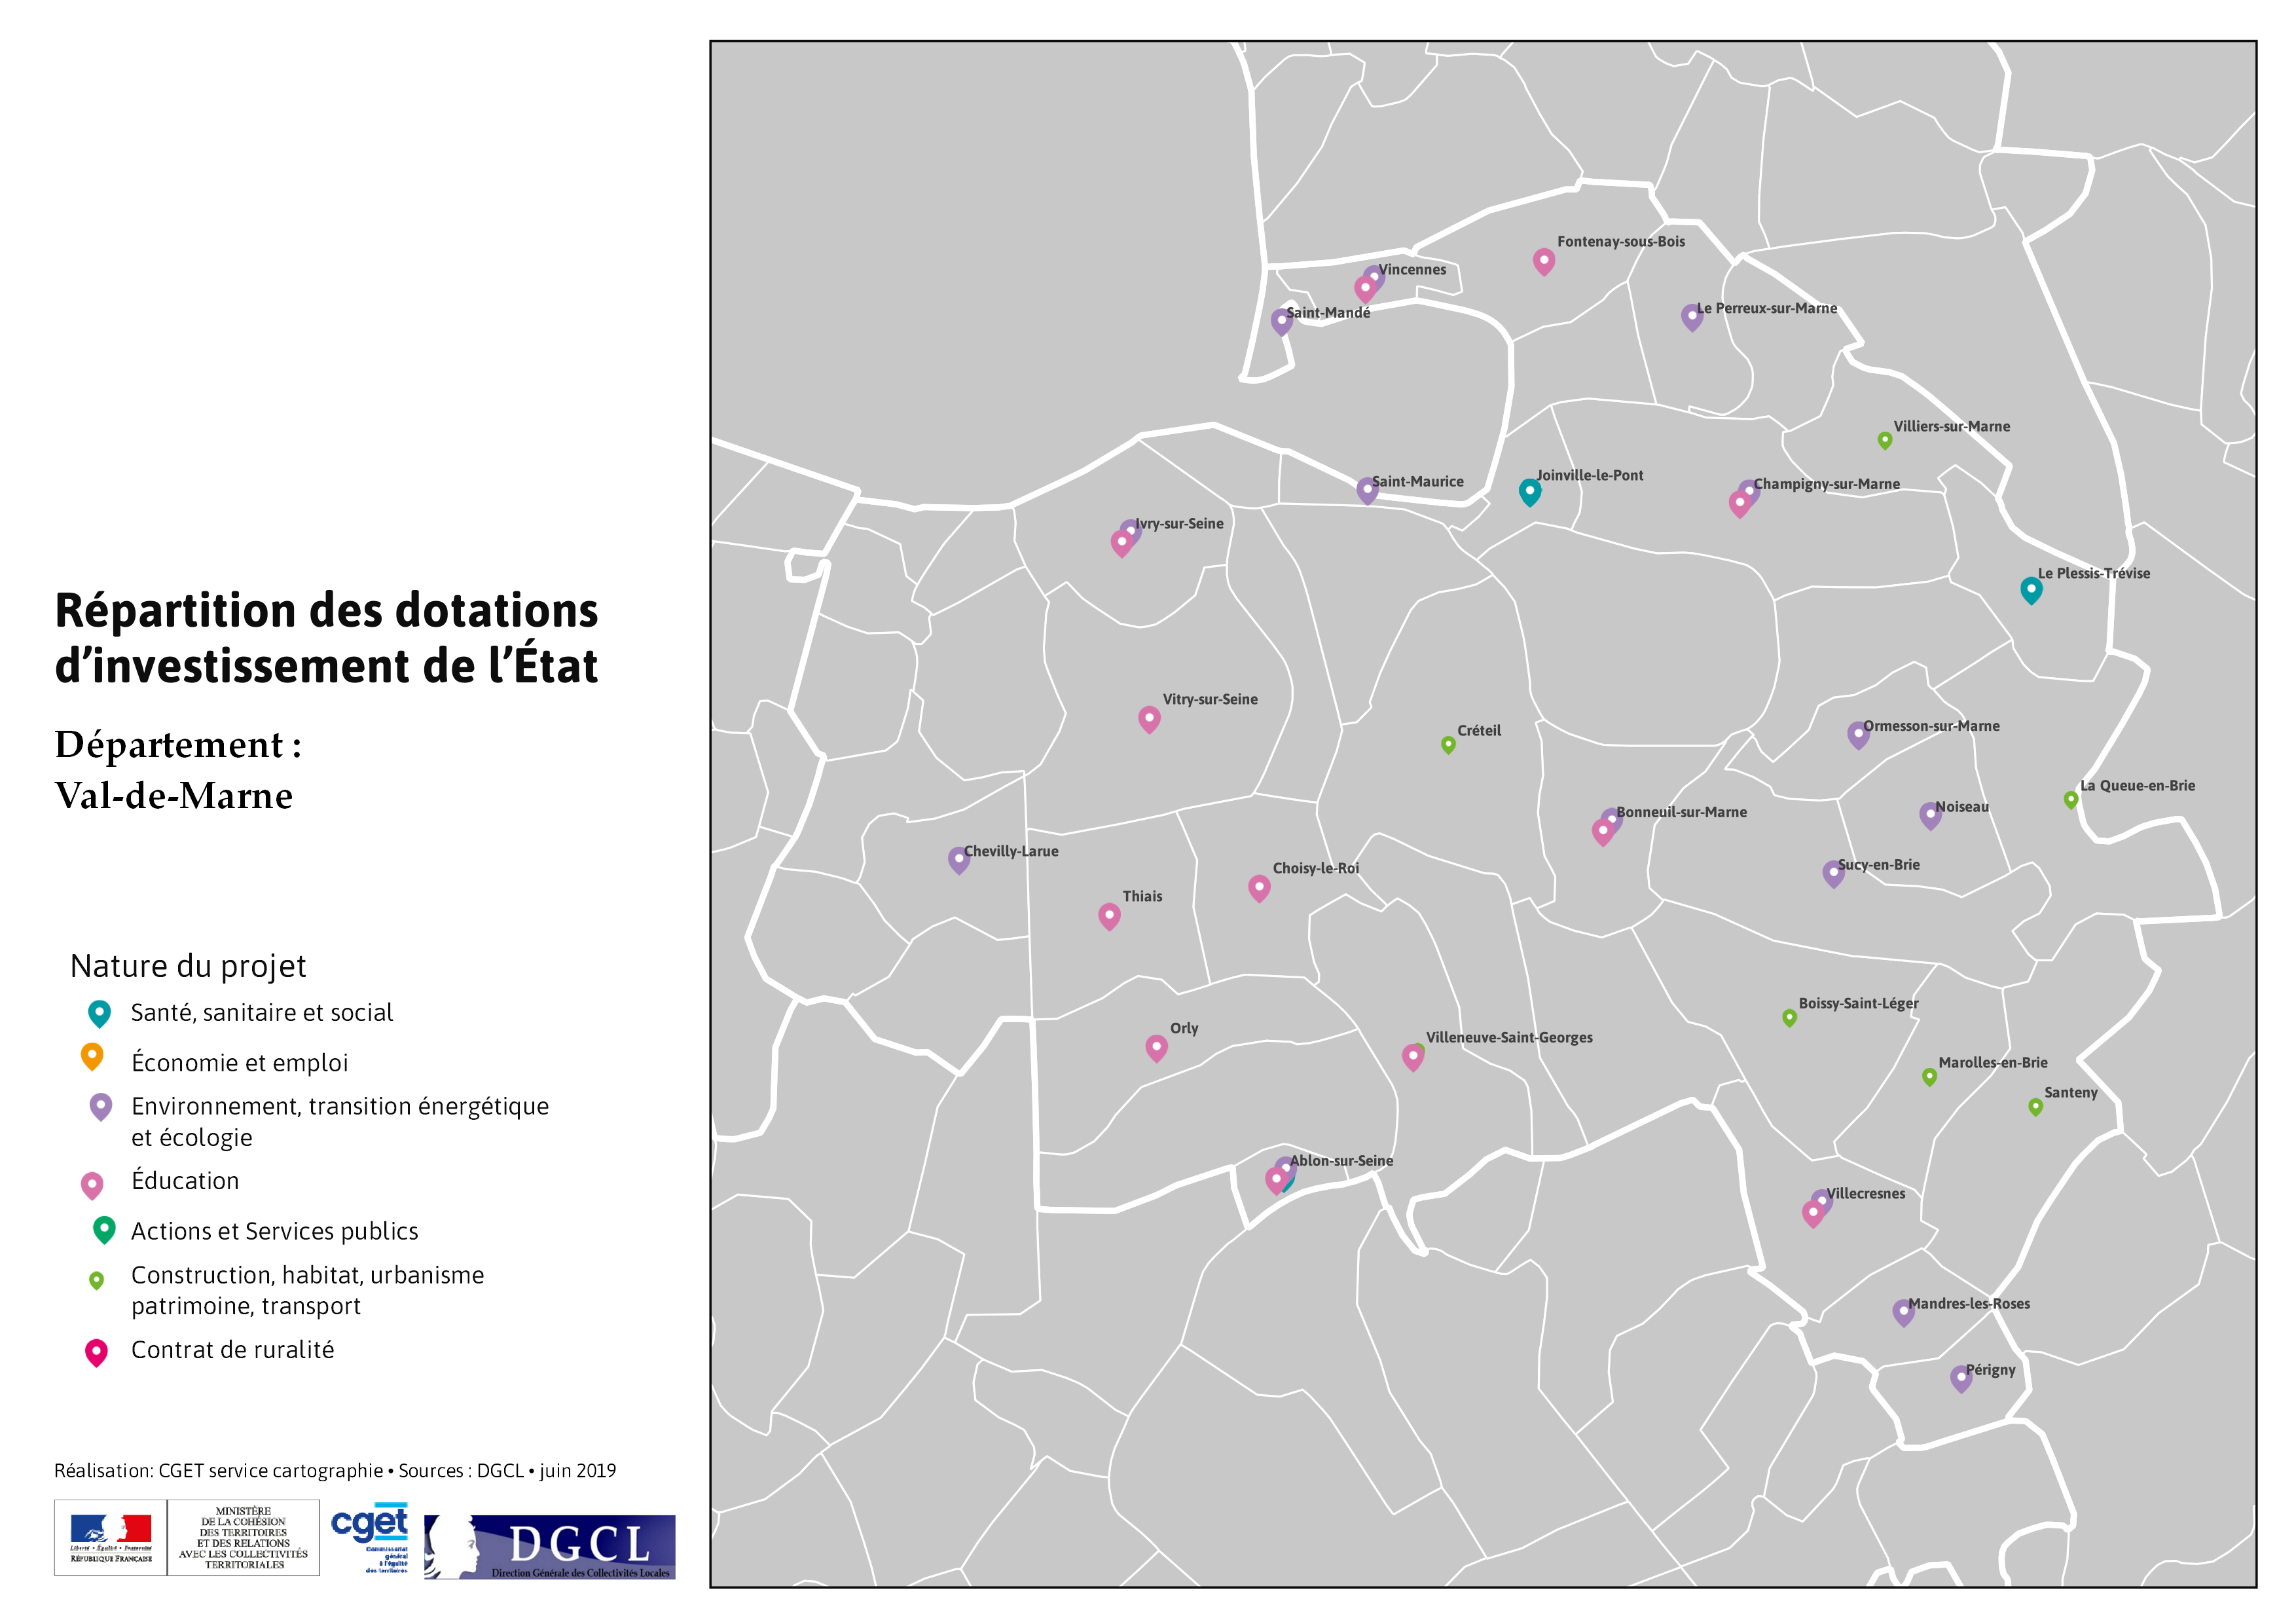 Répartition des dotations
d’investissement de l’État
Département :
Val-de-Marne
Nature du projet
Santé, sanitaire et social
Économie et emploi
Environnement, transition énergétique
et écologie
Éducation
Actions et Services publics
Construction, habitat, urbanisme
patrimoine, transport
Contrat de ruralité
Réalisation: CGET service cartographie • Sources : DGCL • juin 2019
Liberté • Égalité • Fraternité
RÉPUBLIQUE FRANÇAISE
MINISTÈRE
DE LA COHÉSION
DES TERRITOIRES
ET DES RELATIONS
AVEC LES COLLECTIVITÉS
TERRITORIALES
cget
Commissariat
général
à l'égalité
des territoires
DGCL
Direction Générale des Collectivités Locales
Fontenay-sous-Bois
Vincennes
Saint-Mandé
Le Perreux-sur-Marne
Villiers-sur-Marne
Saint-Maurice
Joinville-le-Pont
Champigny-sur-Marne
Ivry-sur-Seine
Le Plessis-Trévise
Vitry-sur-Seine
Créteil
Ormesson-sur-Marne
La Queue-en-Brie
Noiseau
Bonneuil-sur-Marne
Chevilly-Larue
Choisy-le-Roi
Sucy-en-Brie
Thiais
Boissy-Saint-Léger
Orly
Villeneuve-Saint-Georges
Marolles-en-Brie
Santeny
Ablon-sur-Seine
Villecresnes
Mandres-les-Roses
Périgny